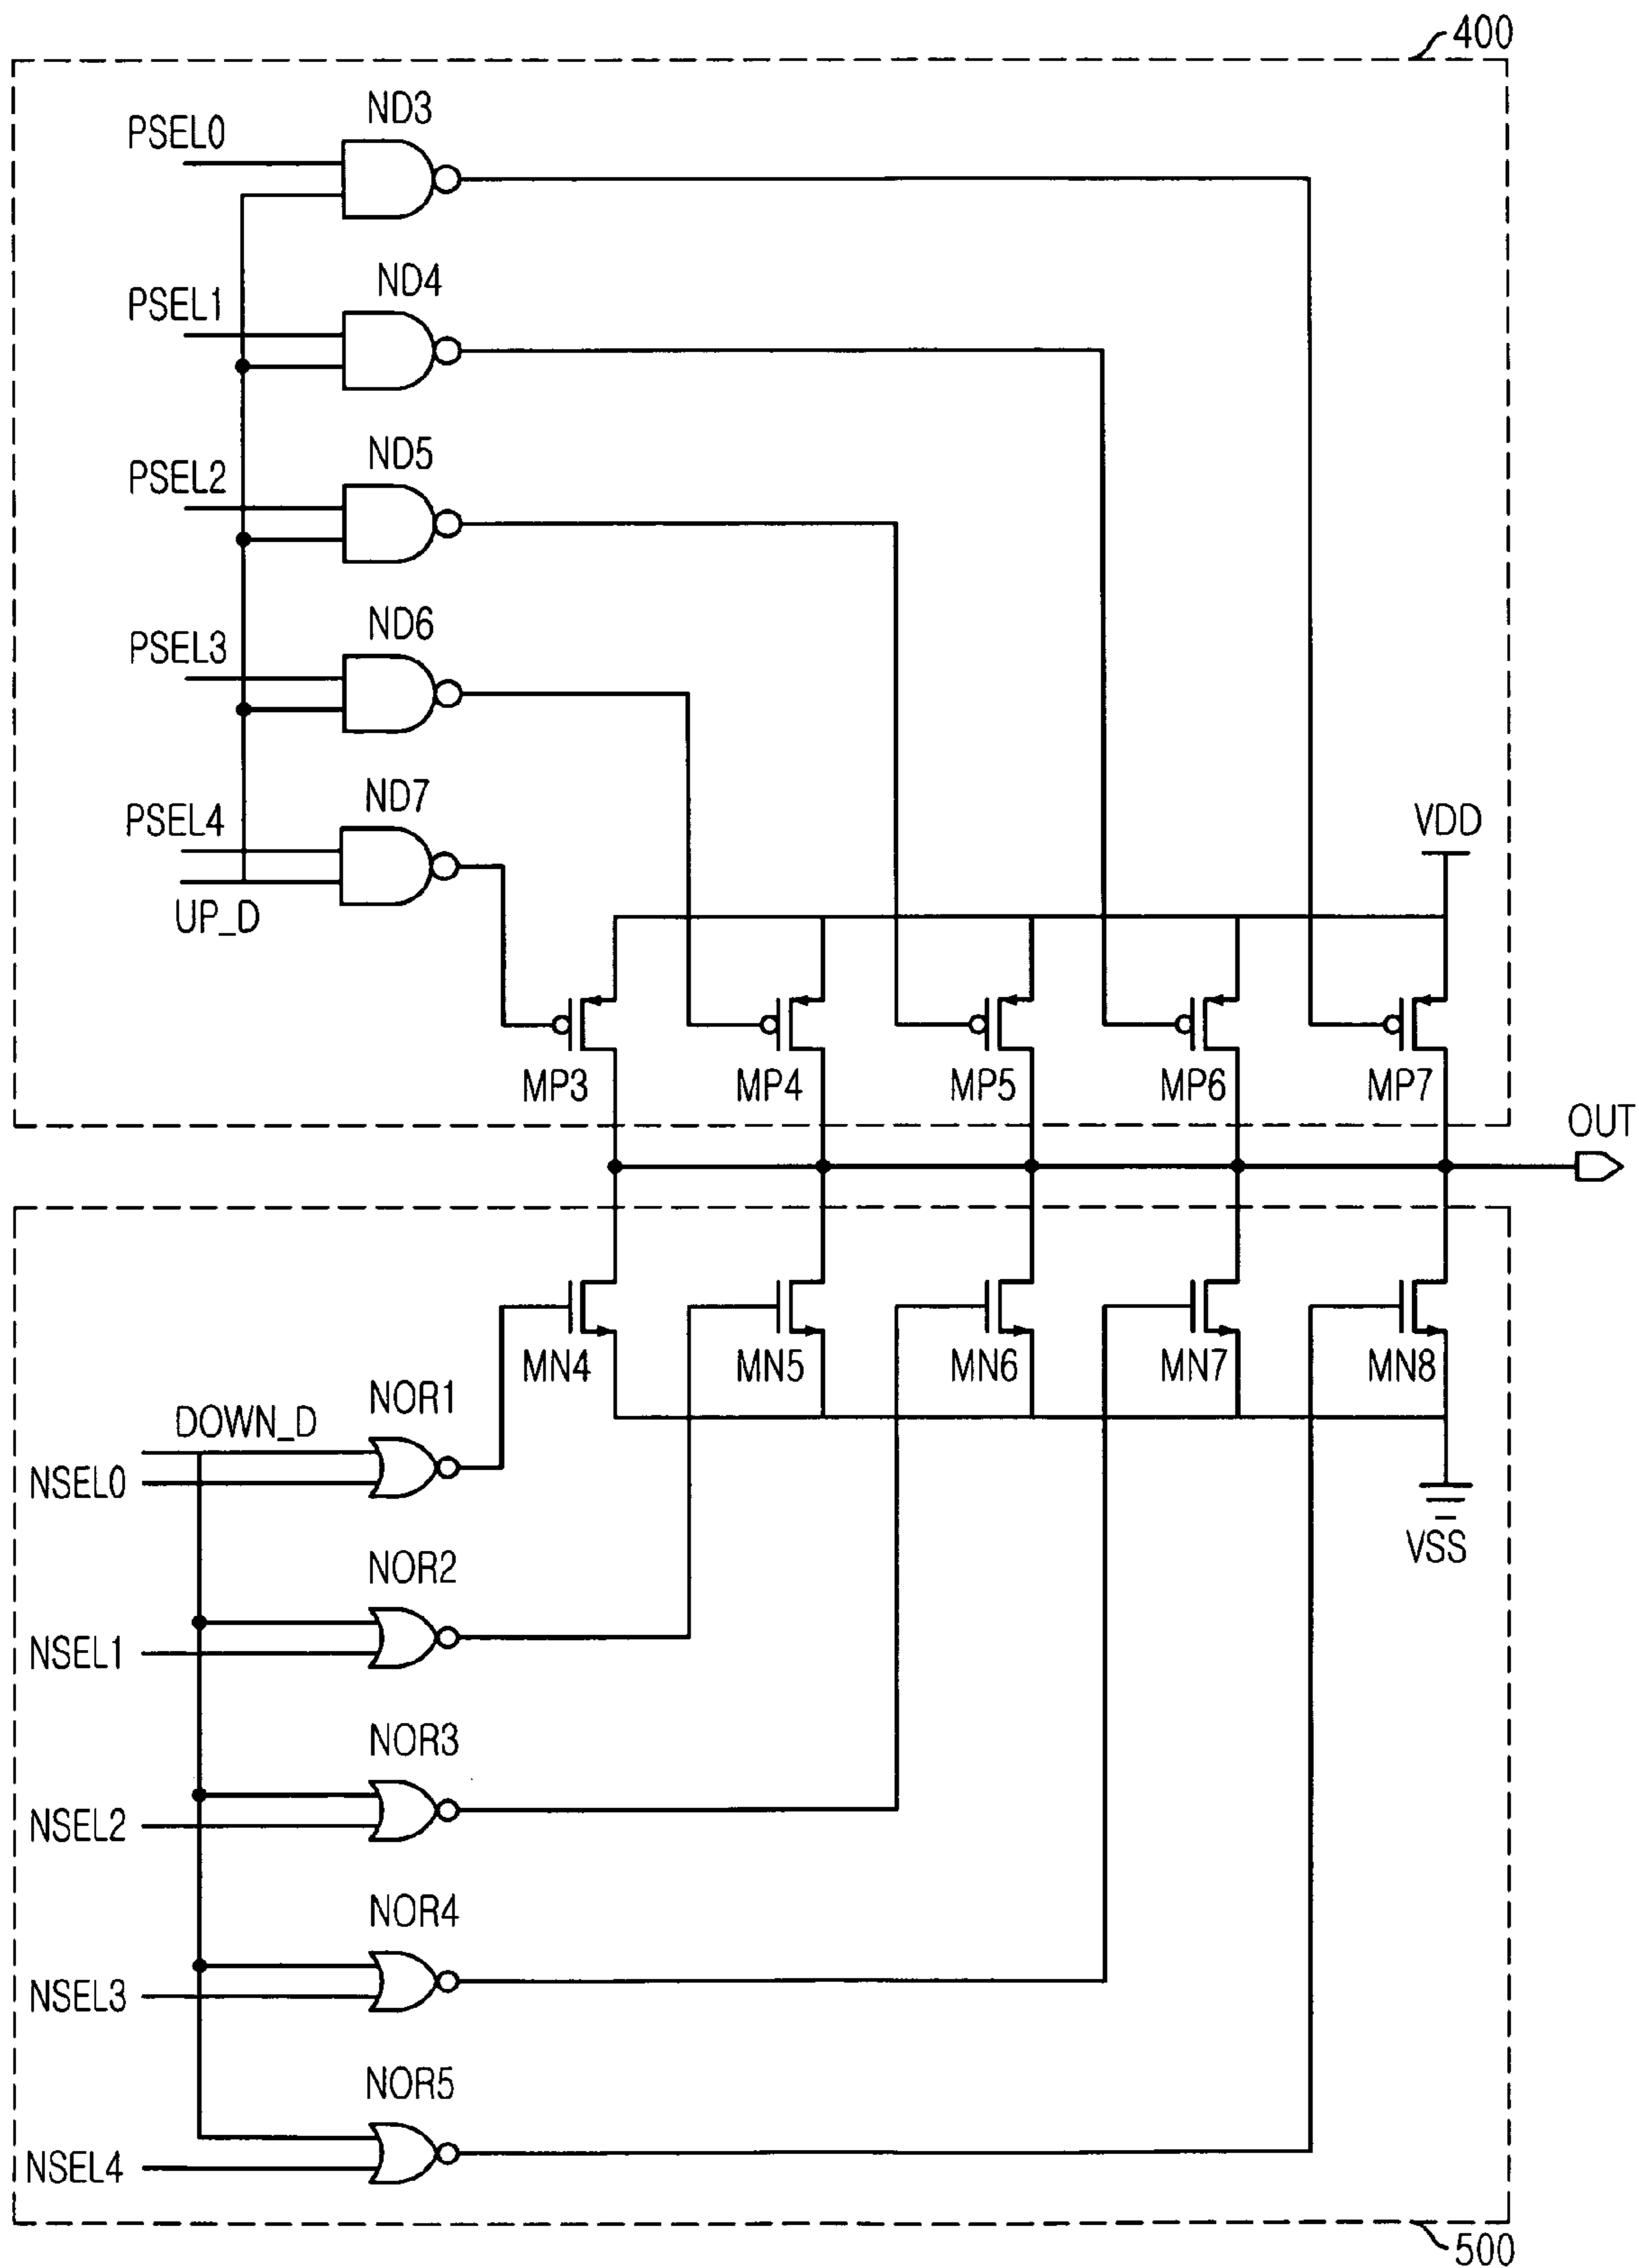 400
ND3
PSEL0
ND4
PSEL1
ND5
PSEL2
ND6
PSEL3
ND7
PSEL4
VDD
UP_D
MP3 MP4 MP5 MP6 MP7
OUT
MN4 MN5 MN6 MN7 MN8
NOR1
DOWN_D
NSEL0
VSS
NOR2
NSEL1
NOR3
NSEL2
NOR4
NSEL3
NOR5
NSEL4
500